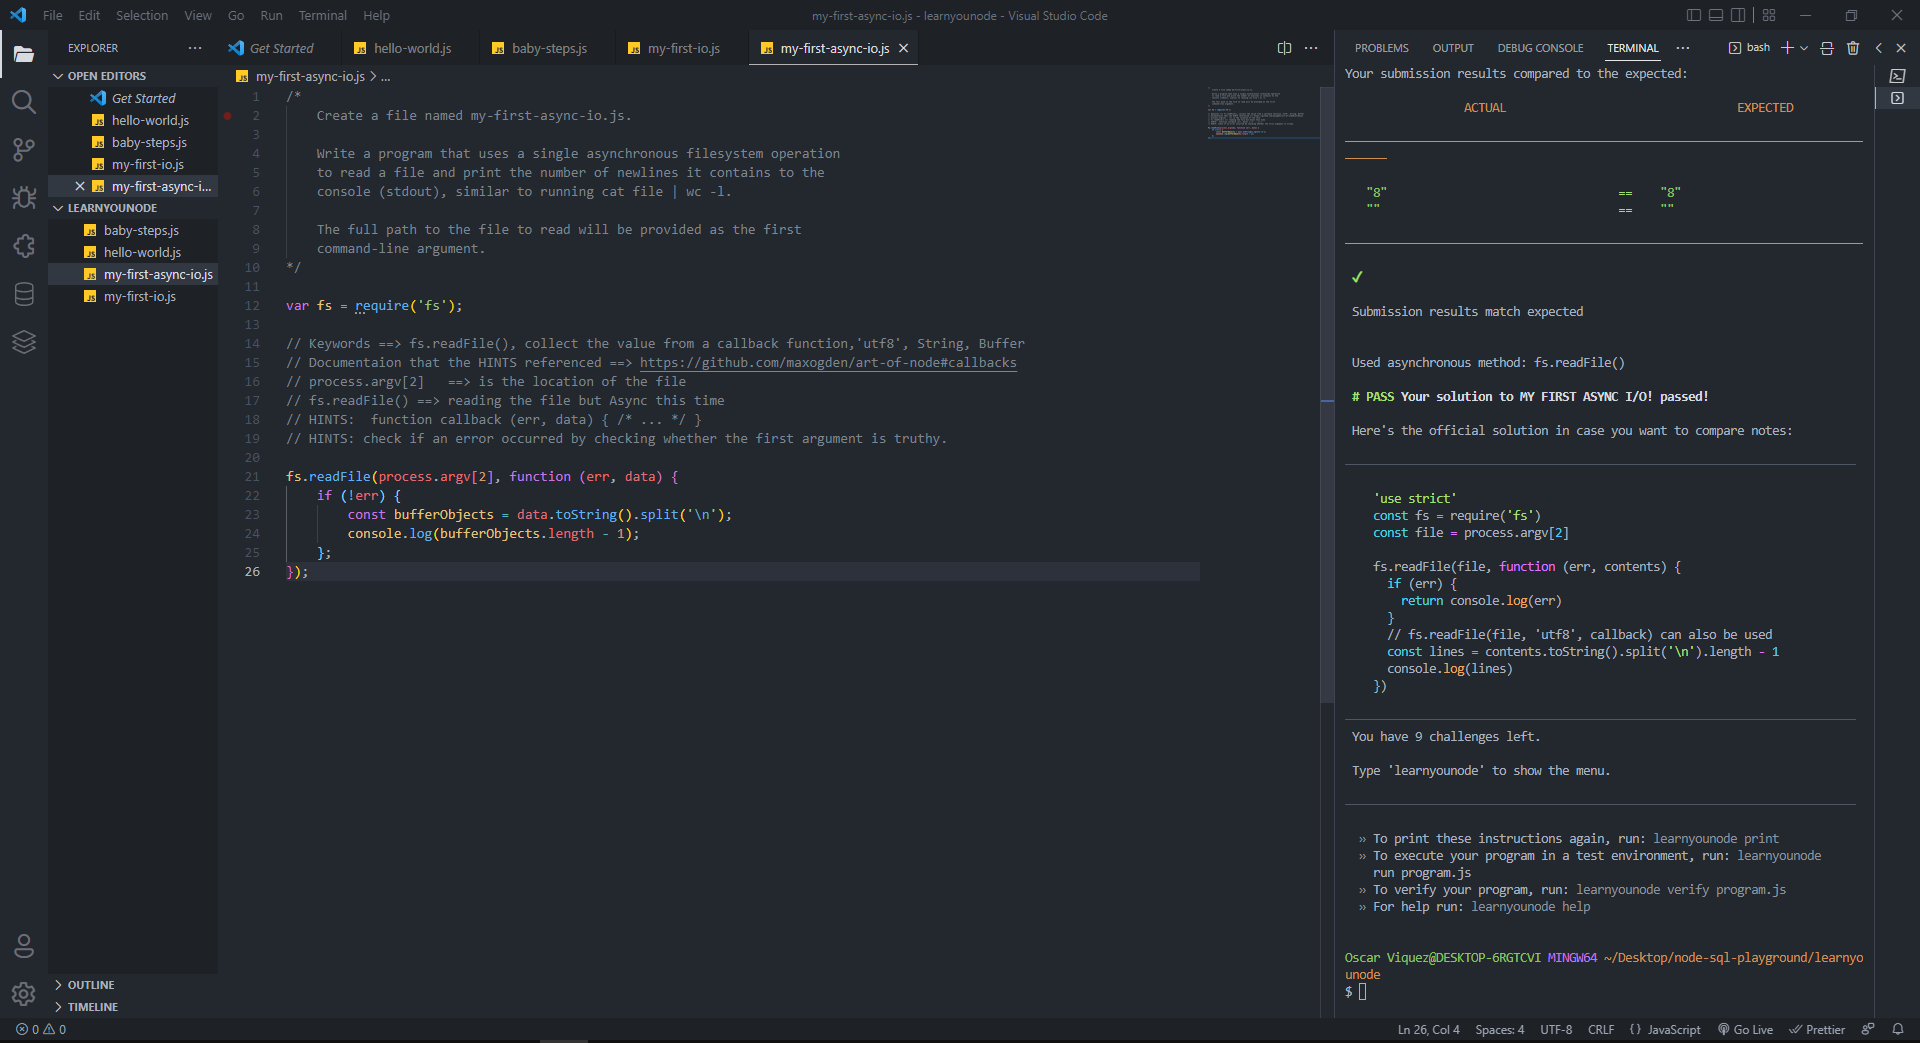 File Edit Selection View Go Run Terminal Help
my-first-async-io.js - learnyounode - Visual Studio Code
EXPLORER
OPEN EDITORS
Get Started
hello-world.js
baby-steps.js
my-first-io.js
my-first-async-i...
LEARNYOUNODE
baby-steps.js
hello-world.js
my-first-async-io.js
my-first-io.js
OUTLINE
TIMELINE
Get Started hello-world.js baby-steps.js my-first-io.js my-first-async-io.js
my-first-async-io.js > ...
1 /*
2 Create a file named my-first-async-io.js.
3
4 Write a program that uses a single asynchronous filesystem operation
5 to read a file and print the number of newlines it contains to the
6 console (stdout), similar to running cat file | wc -l.
7
8 The full path to the file to read will be provided as the first
9 command-line argument.
10 */
11
12 var fs = require('fs');
13
14 // Keywords ==> fs.readFile(), collect the value from a callback function,'utf8', String, Buffer
15 // Documentaion that the HINTS referenced ==> https://github.com/maxogden/art-of-node#callbacks
16 // process.argv[2]   ==> is the location of the file
17 // fs.readFile() ==> reading the file but Async this time
18 // HINTS:  function callback (err, data) { /* ... */ }
19 // HINTS: check if an error occurred by checking whether the first argument is truthy.
20
21 fs.readFile(process.argv[2], function (err, data) {
22     if (!err) {
23         const bufferObjects = data.toString().split('\n');
24         console.log(bufferObjects.length - 1);
25     };
26 });
PROBLEMS OUTPUT DEBUG CONSOLE TERMINAL ... bash
Your submission results compared to the expected:
ACTUAL EXPECTED
"8" == "8"
"" == ""
✓
Submission results match expected
Used asynchronous method: fs.readFile()
# PASS Your solution to MY FIRST ASYNC I/O! passed!
Here's the official solution in case you want to compare notes:
'use strict'
const fs = require('fs')
const file = process.argv[2]
fs.readFile(file, function (err, contents) {
  if (err) {
    return console.log(err)
  }
  // fs.readFile(file, 'utf8', callback) can also be used
  const lines = contents.toString().split('\n').length - 1
  console.log(lines)
})
You have 9 challenges left.
Type 'learnyounode' to show the menu.
» To print these instructions again, run: learnyounode print
» To execute your program in a test environment, run: learnyounode
run program.js
» To verify your program, run: learnyounode verify program.js
» For help run: learnyounode help
Oscar Viquez@DESKTOP-6RGTCVI MINGW64 ~/Desktop/node-sql-playground/learnyo
unode
$
0 0
Ln 26, Col 4 Spaces: 4 UTF-8 CRLF {} JavaScript Go Live Prettier